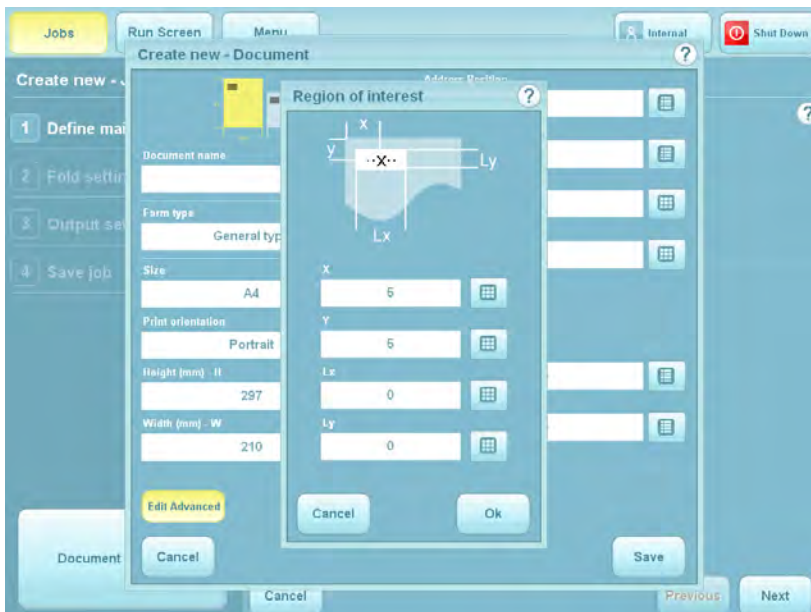 Jobs
Run Screen
Menu
Internal
Shut Down
Create new - Document
?
Create new -
Address Position
Region of interest
?
?
1 Define mai
X
y
··X··
Ly
Lx
Document name
2 Fold settin
Form type
General typ
3 Output se
4 Save job
Size
A4
X
5
Print orientation
Portrait
Y
5
Height (mm) - H
297
Lx
0
Width (mm) - W
210
Ly
0
Edit Advanced
Cancel
Ok
Document
Cancel
Save
Cancel
Previous
Next